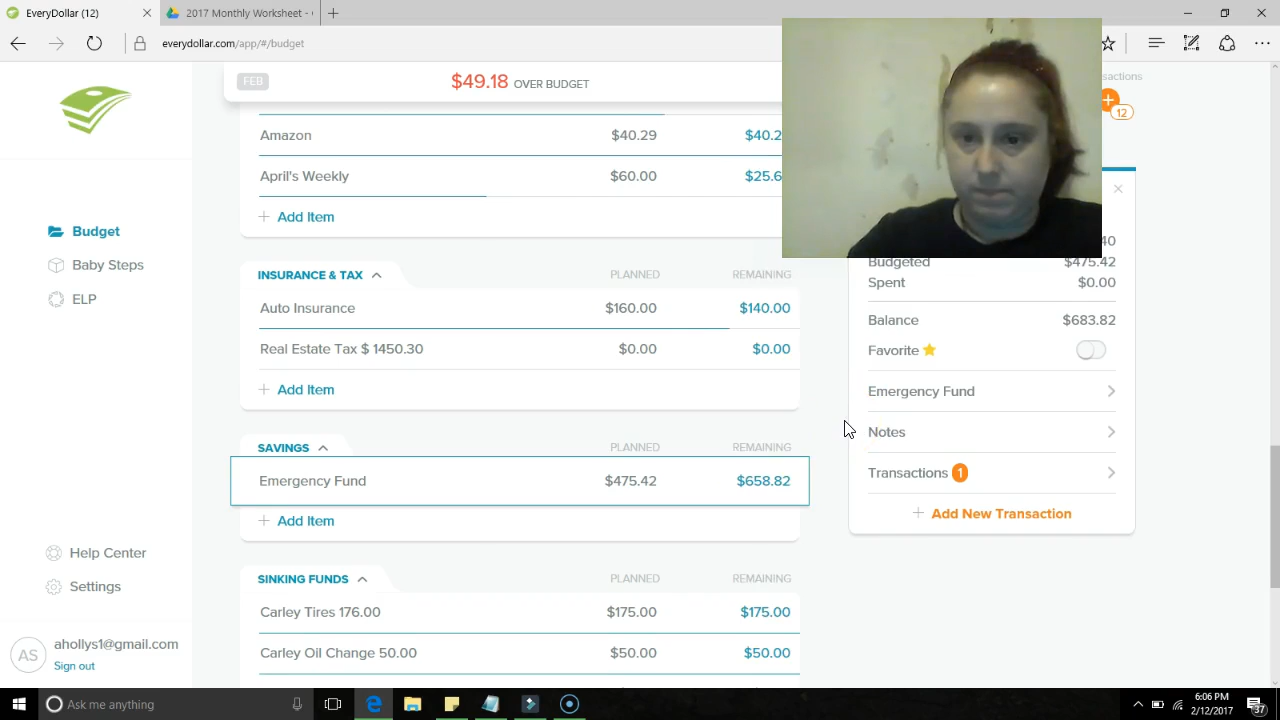 EveryDollar
2017 Mom Docs - Google Dri
everydollar.com/app/#/budget
FEB
$49.18 OVER BUDGET
12
Amazon $40.29
April's Weekly $60.00
+ Add Item
Budget
Baby Steps
ELP
INSURANCE & TAX PLANNED REMAINING
Auto Insurance $160.00 $140.00
Real Estate Tax $ 1450.30 $0.00 $0.00
+ Add Item
SAVINGS PLANNED REMAINING
Emergency Fund $475.42 $658.82
+ Add Item
SINKING FUNDS PLANNED REMAINING
Carley Tires 176.00 $175.00 $175.00
Carley Oil Change 50.00 $50.00 $50.00
Budgeted $475.42
Spent $0.00
Balance $683.82
Favorite
Emergency Fund
Notes
Transactions 1
+ Add New Transaction
Help Center
Settings
AS
ahollys1@gmail.com
Sign out
Ask me anything
6:06 PM
2/12/2017
37